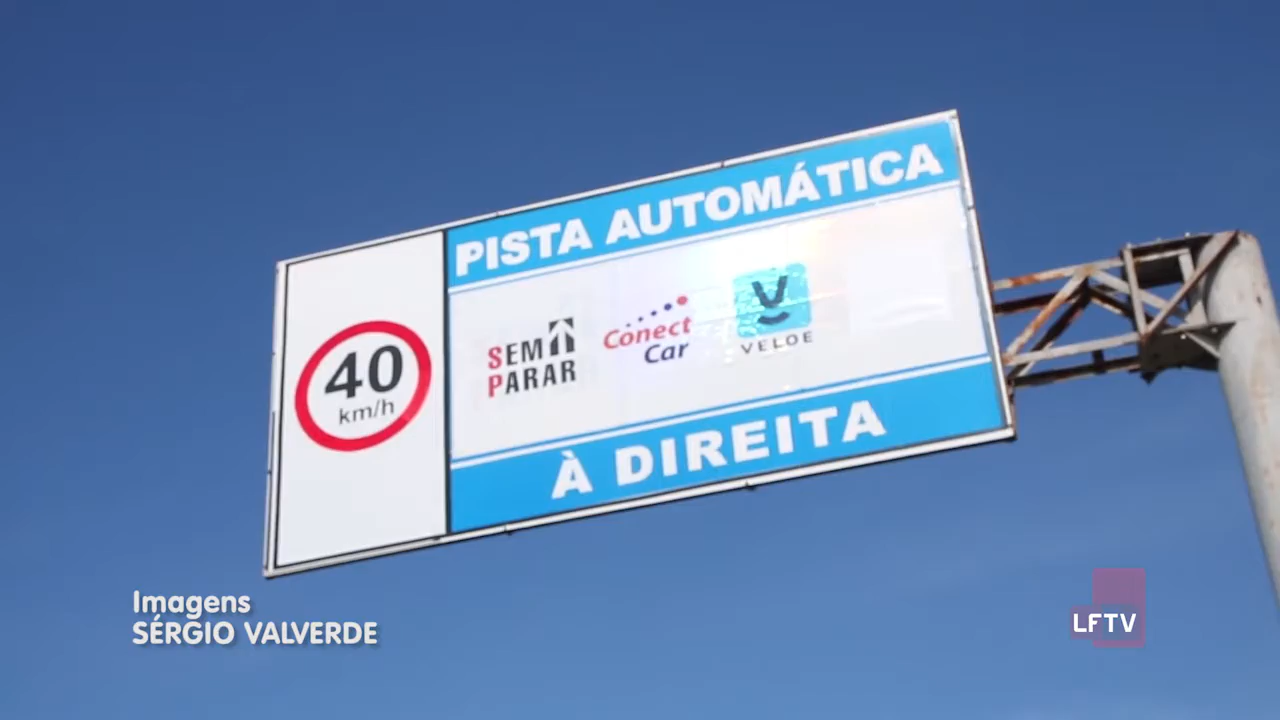 PISTA AUTOMÁTICA
40
km/h
SEM
PARAR
Conect
Car
VELOE
À DIREITA
Imagens
SÉRGIO VALVERDE
LFTV